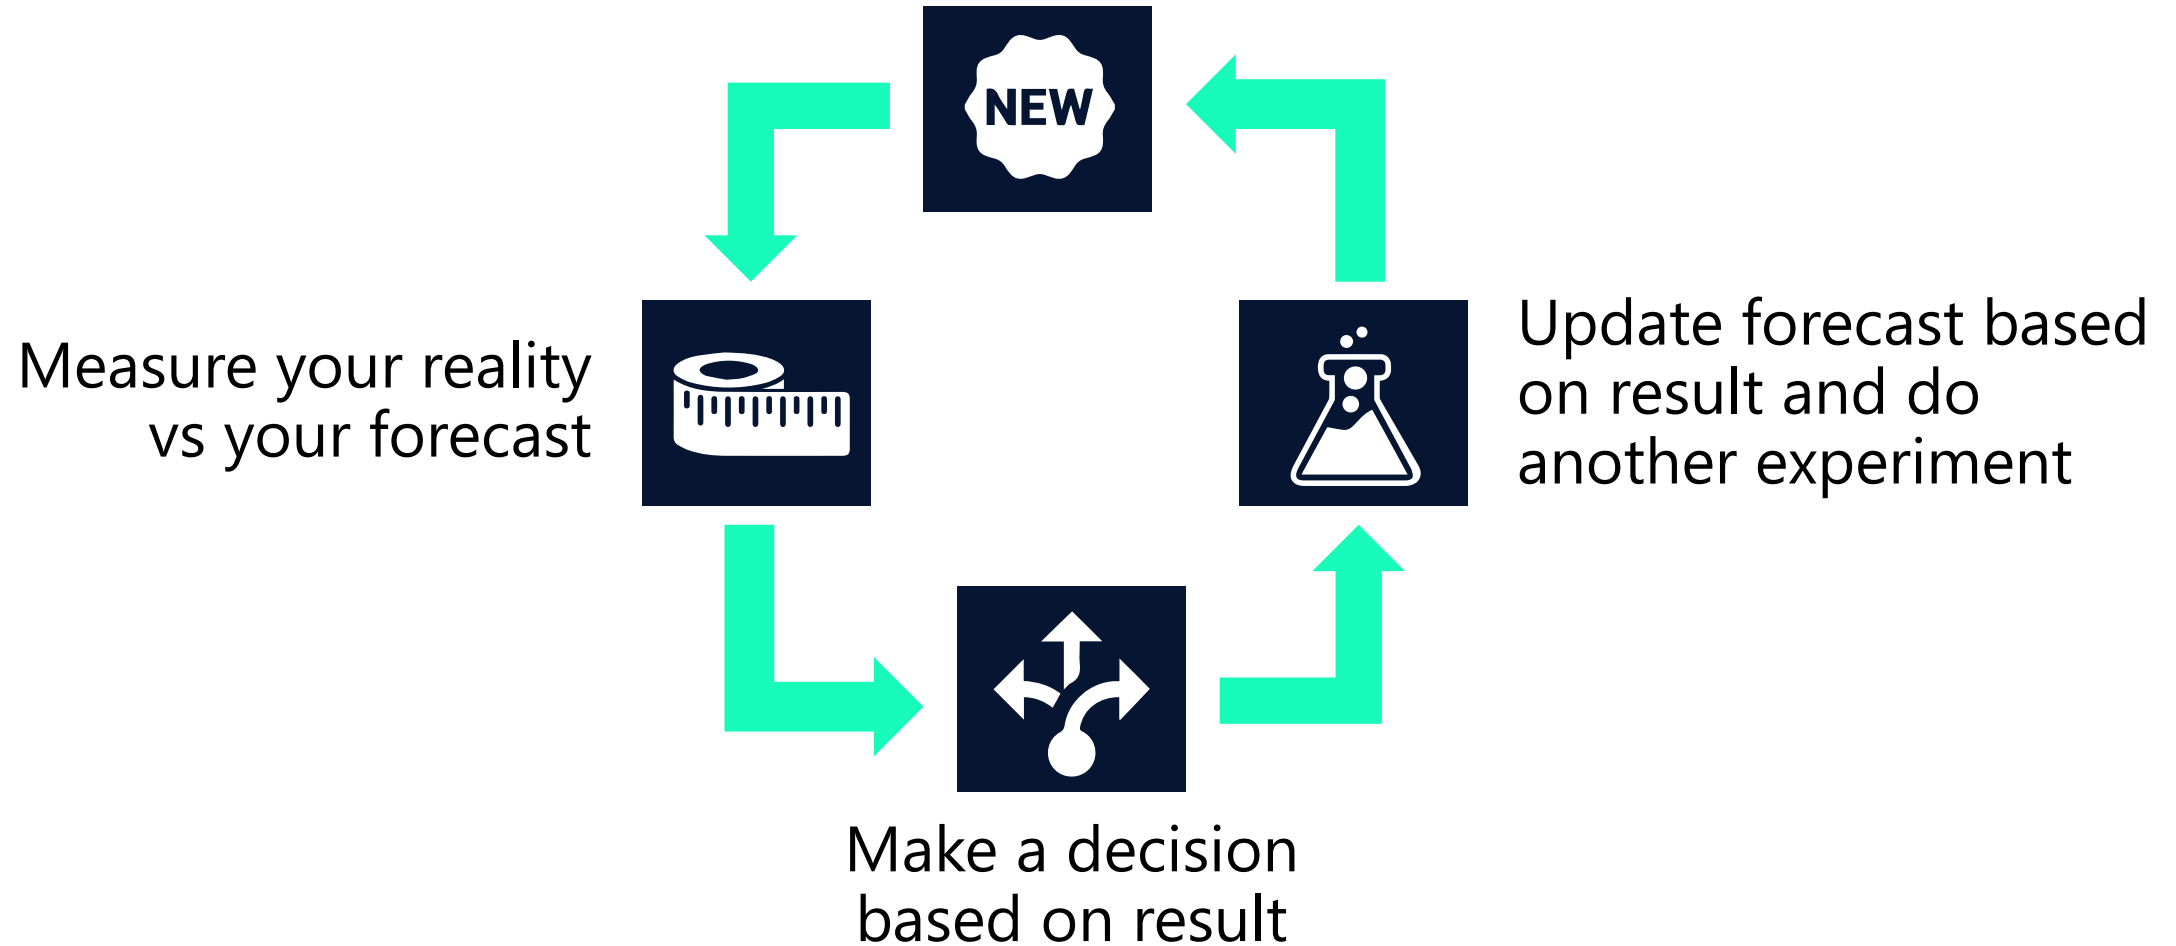 NEW
Measure your reality
vs your forecast
Update forecast based
on result and do
another experiment
Make a decision
based on result